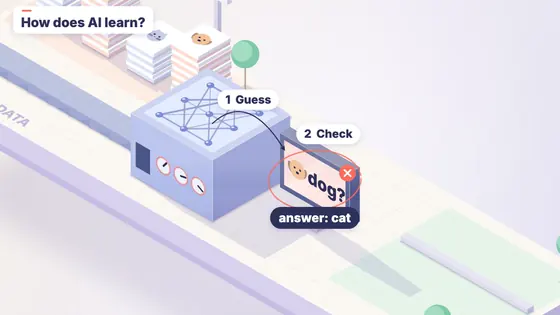 How does AI learn?
DATA
1 Guess
2 Check
dog?
answer: cat